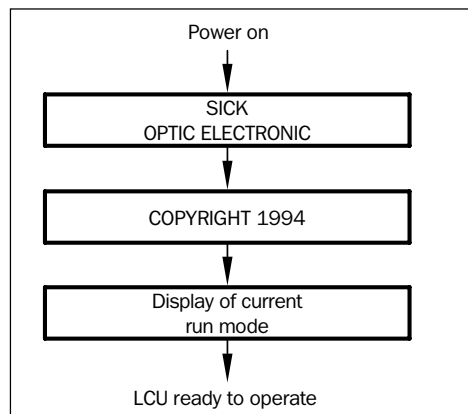 Power on
SICK
OPTIC ELECTRONIC
COPYRIGHT 1994
Display of current
run mode
LCU ready to operate